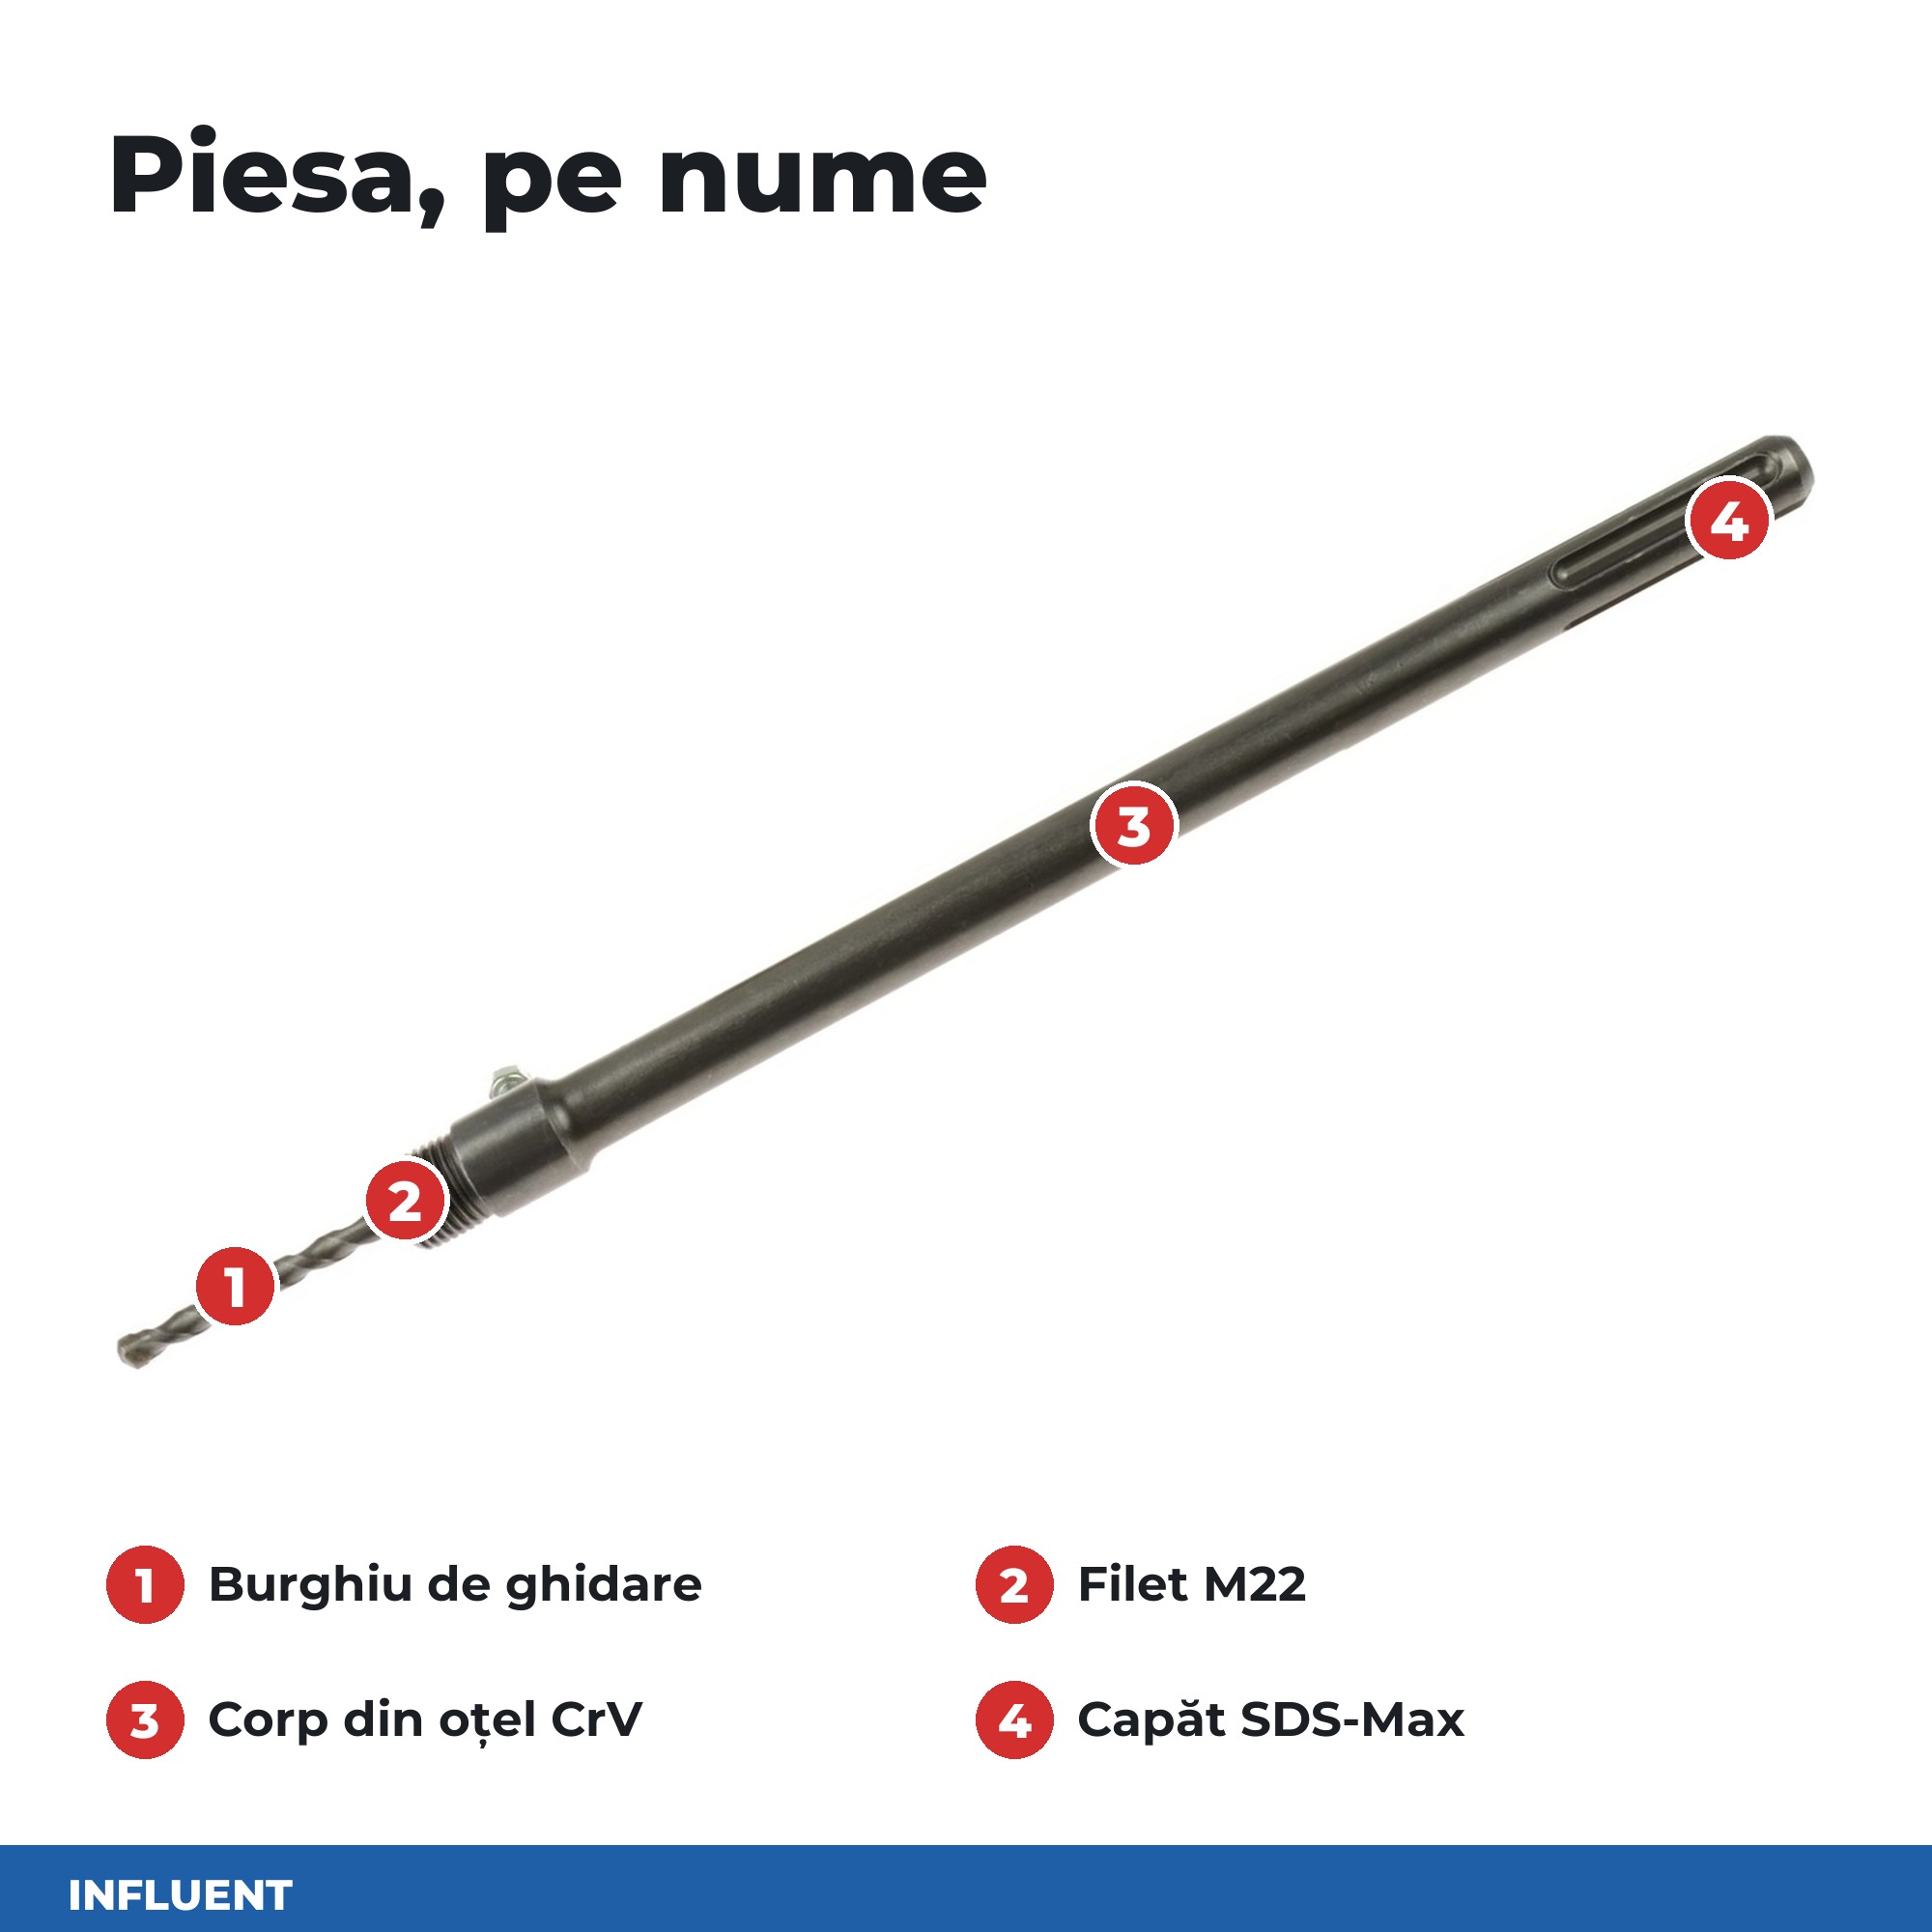 Piesa, pe nume
4
3
2
1
1 Burghiu de ghidare
2 Filet M22
3 Corp din oțel CrV
4 Capăt SDS-Max
INFLUENT